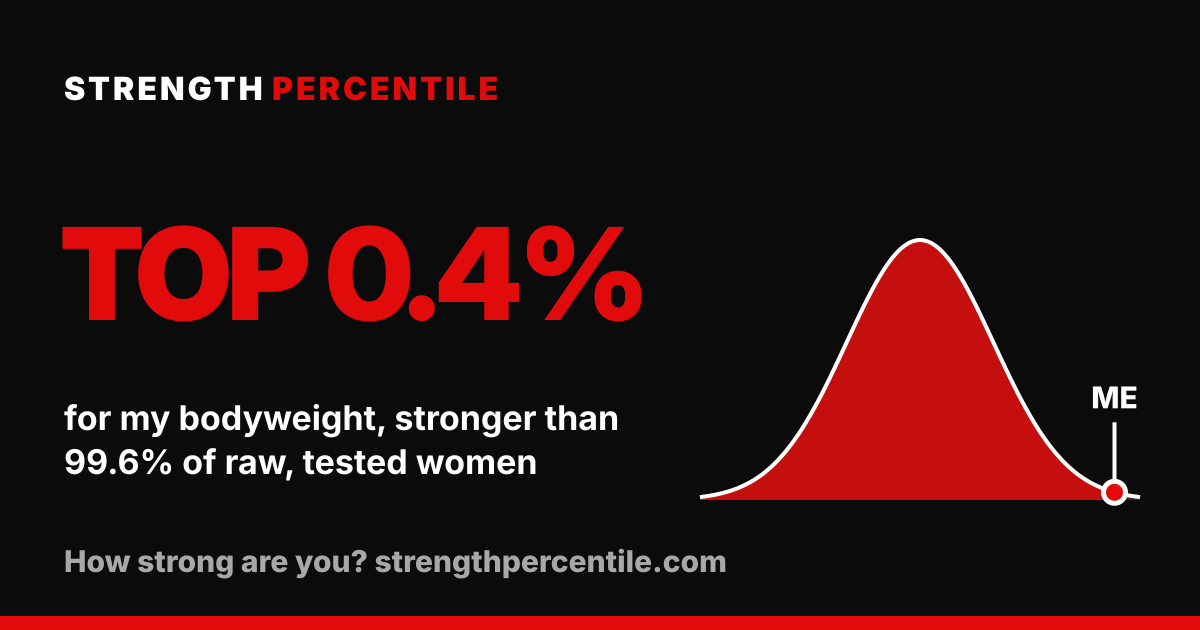 STRENGTH PERCENTILE
TOP 0.4%
for my bodyweight, stronger than
99.6% of raw, tested women
ME
How strong are you? strengthpercentile.com